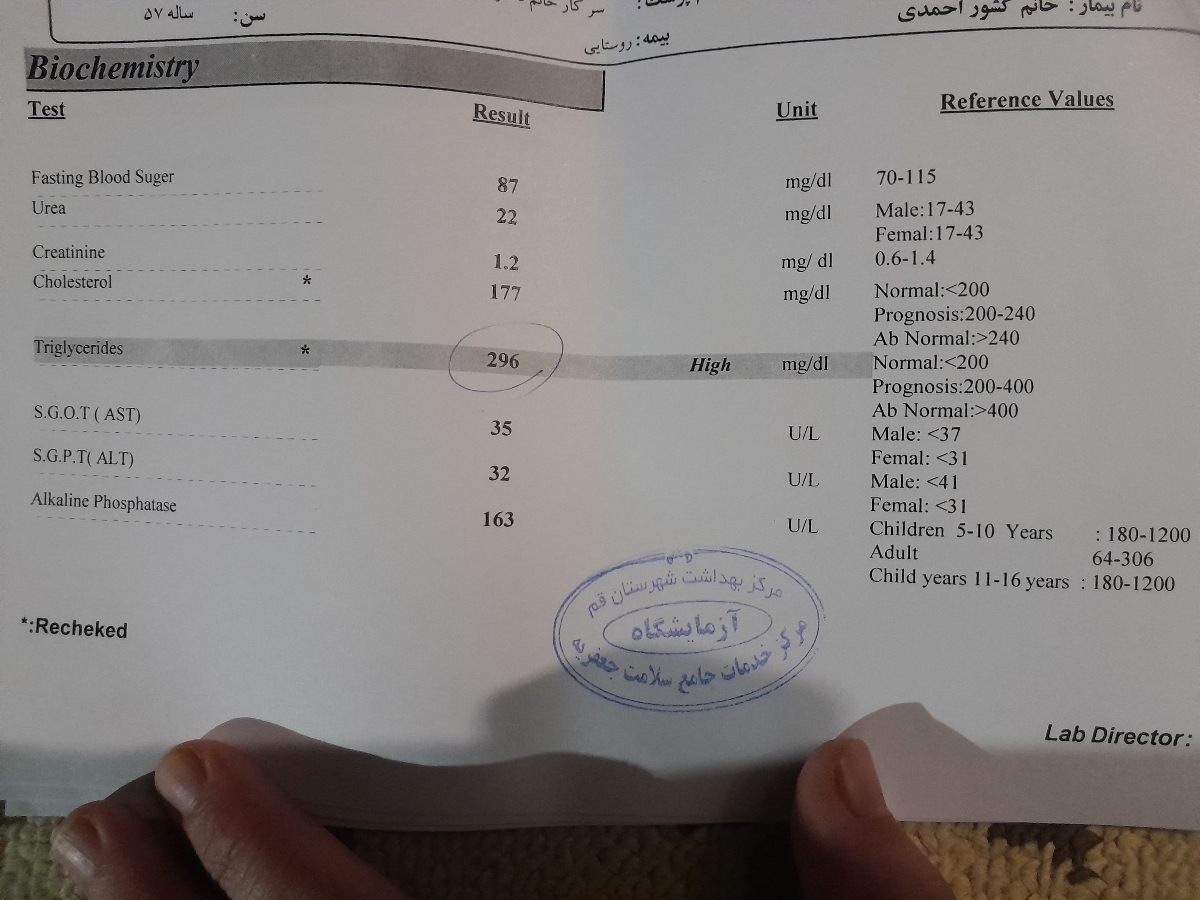 نام بیمار: خانم کشور احمدی
سر کار خانم
سن: ۵۷ ساله
بیمه: روستایی
Biochemistry
Test Result Unit Reference Values
Fasting Blood Suger 87 mg/dl 70-115
Urea 22 mg/dl Male:17-43
Femal:17-43
Creatinine 1.2 mg/ dl 0.6-1.4
Cholesterol * 177 mg/dl Normal:<200
Prognosis:200-240
Ab Normal:>240
Triglycerides * 296 High mg/dl Normal:<200
Prognosis:200-400
Ab Normal:>400
S.G.O.T ( AST) 35 U/L Male: <37
Femal: <31
S.G.P.T( ALT) 32 U/L Male: <41
Femal: <31
Alkaline Phosphatase 163 U/L Children 5-10 Years : 180-1200
Adult 64-306
Child years 11-16 years : 180-1200
مرکز بهداشت شهرستان قم
آزمایشگاه
مرکز خدمات جامع سلامت جعفریه
*:Recheked
Lab Director: